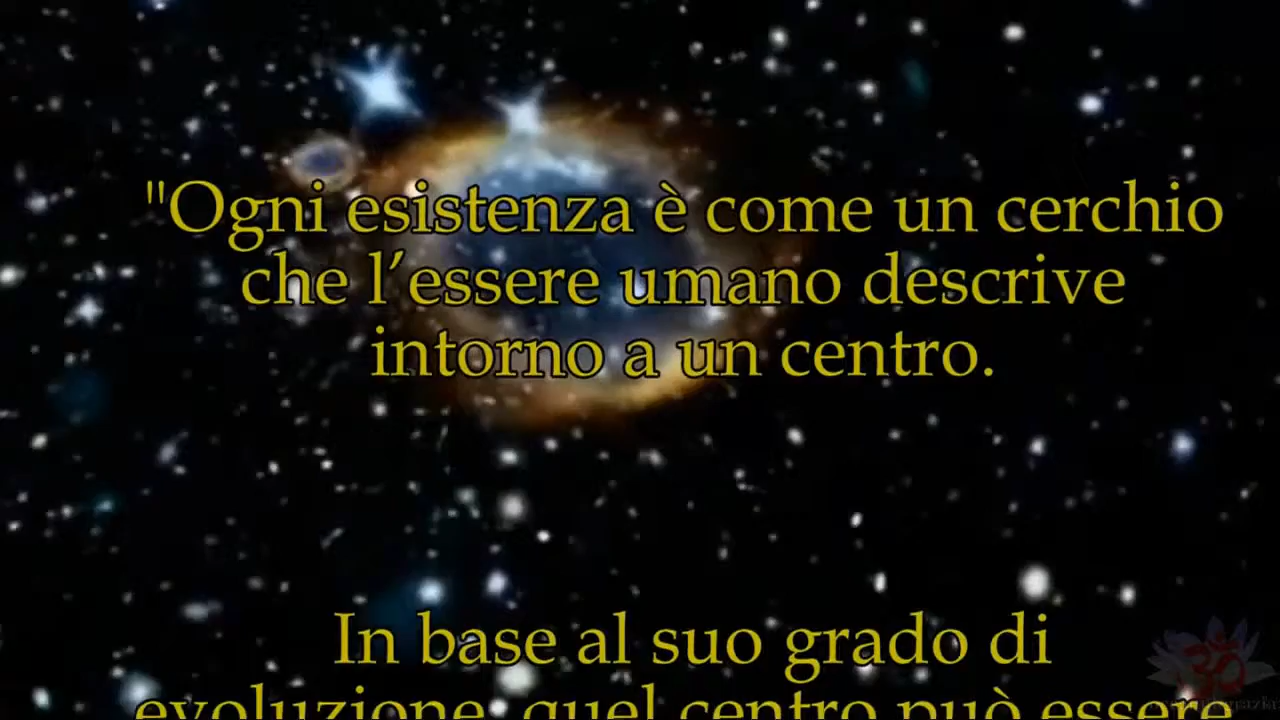 "Ogni esistenza è come un cerchio
che l’essere umano descrive
intorno a un centro.
In base al suo grado di
evoluzione, quel centro può essere